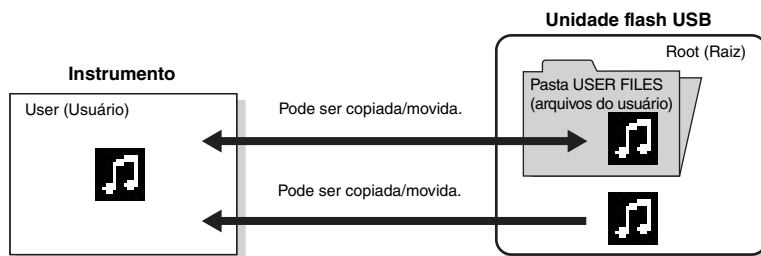 Unidade flash USB
Root (Raiz)
Instrumento
Pasta USER FILES
(arquivos do usuário)
User (Usuário)
Pode ser copiada/movida.
Pode ser copiada/movida.